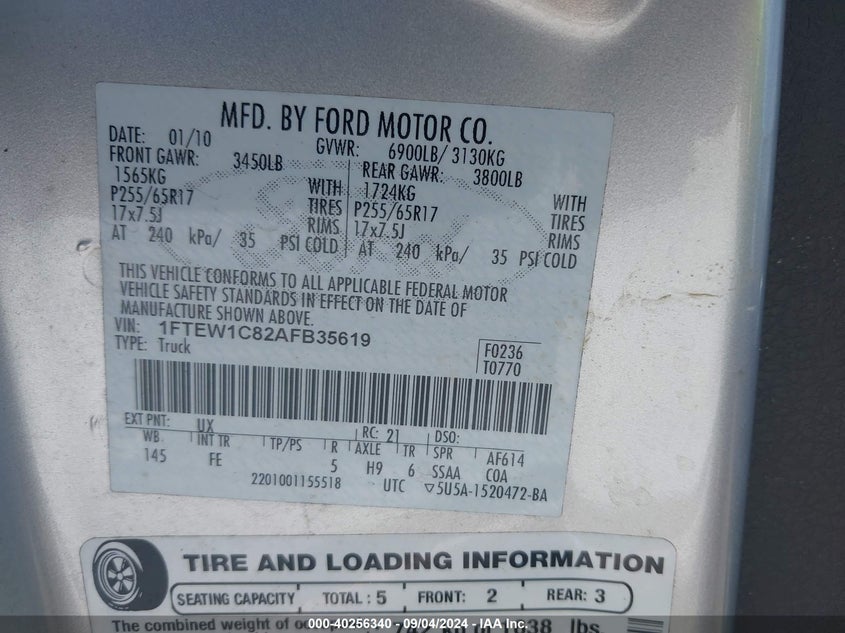 MFD. BY FORD MOTOR CO.
DATE: 01/10 GVWR: 6900LB/ 3130KG
FRONT GAWR: 3450LB REAR GAWR: 3800LB
1565KG WITH 1724KG WITH
P255/65R17 TIRES P255/65R17 TIRES
17x7.5J RIMS 17x7.5J RIMS
AT 240 kPa/ 35 PSI COLD AT 240 kPa/ 35 PSI COLD
THIS VEHICLE CONFORMS TO ALL APPLICABLE FEDERAL MOTOR
VEHICLE SAFETY STANDARDS IN EFFECT ON THE DATE OF
MANUFACTURE SHOWN ABOVE.
VIN: 1FTEW1C82AFB35619
TYPE: Truck F0236
T0770
EXT PNT: UX RC: 21 DSO:
WB INT TR TP/PS R AXLE TR SPR AF614
145 FE 5 H9 6 SSAA COA
2201001155518 UTC ▽5U5A-1520472-BA
TIRE AND LOADING INFORMATION
SEATING CAPACITY TOTAL : 5 FRONT: 2 REAR: 3
The combined weight of lbs.
000-40256340 - 09/04/2024 - IAA Inc.